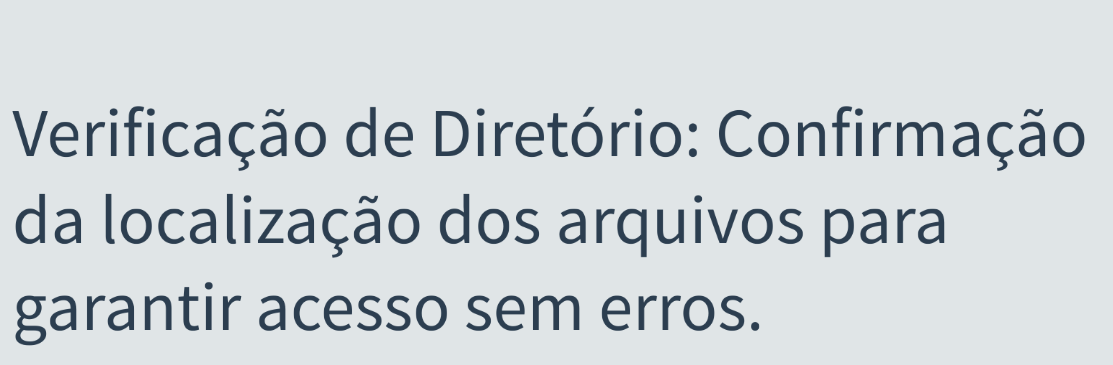 Verificação de Diretório: Confirmação
da localização dos arquivos para
garantir acesso sem erros.